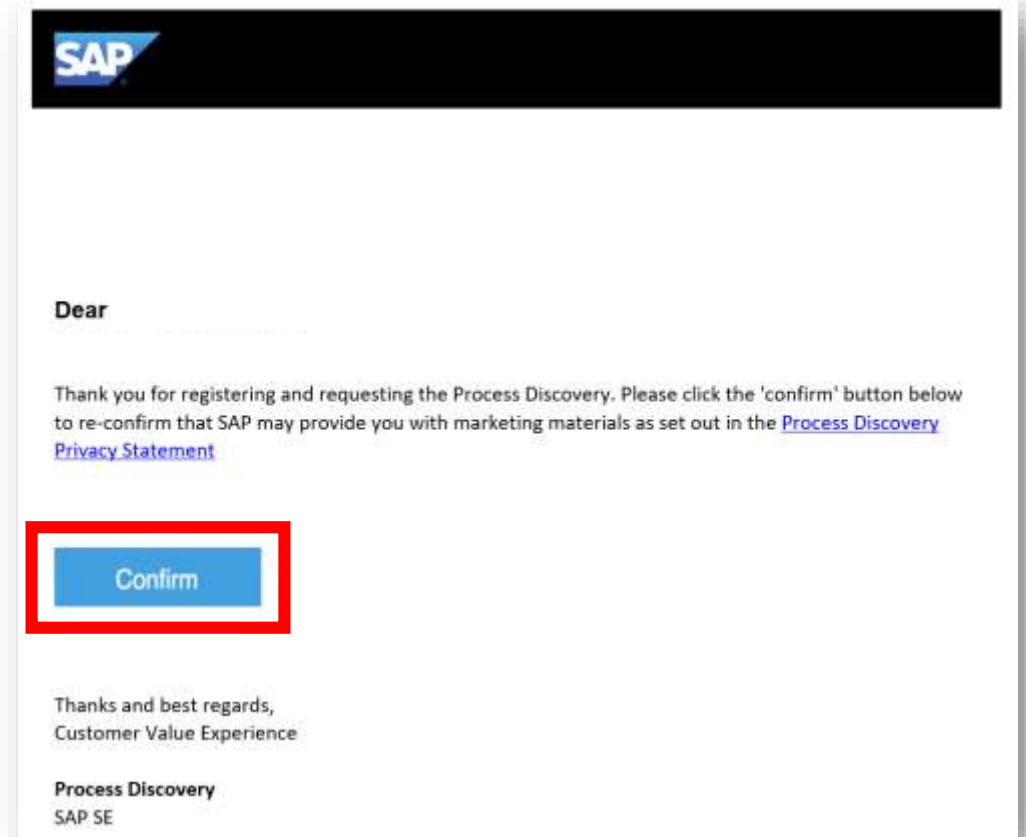 SAP
Dear
Thank you for registering and requesting the Process Discovery. Please click the 'confirm' button below
to re-confirm that SAP may provide you with marketing materials as set out in the Process Discovery
Privacy Statement
Confirm
Thanks and best regards,
Customer Value Experience
Process Discovery
SAP SE